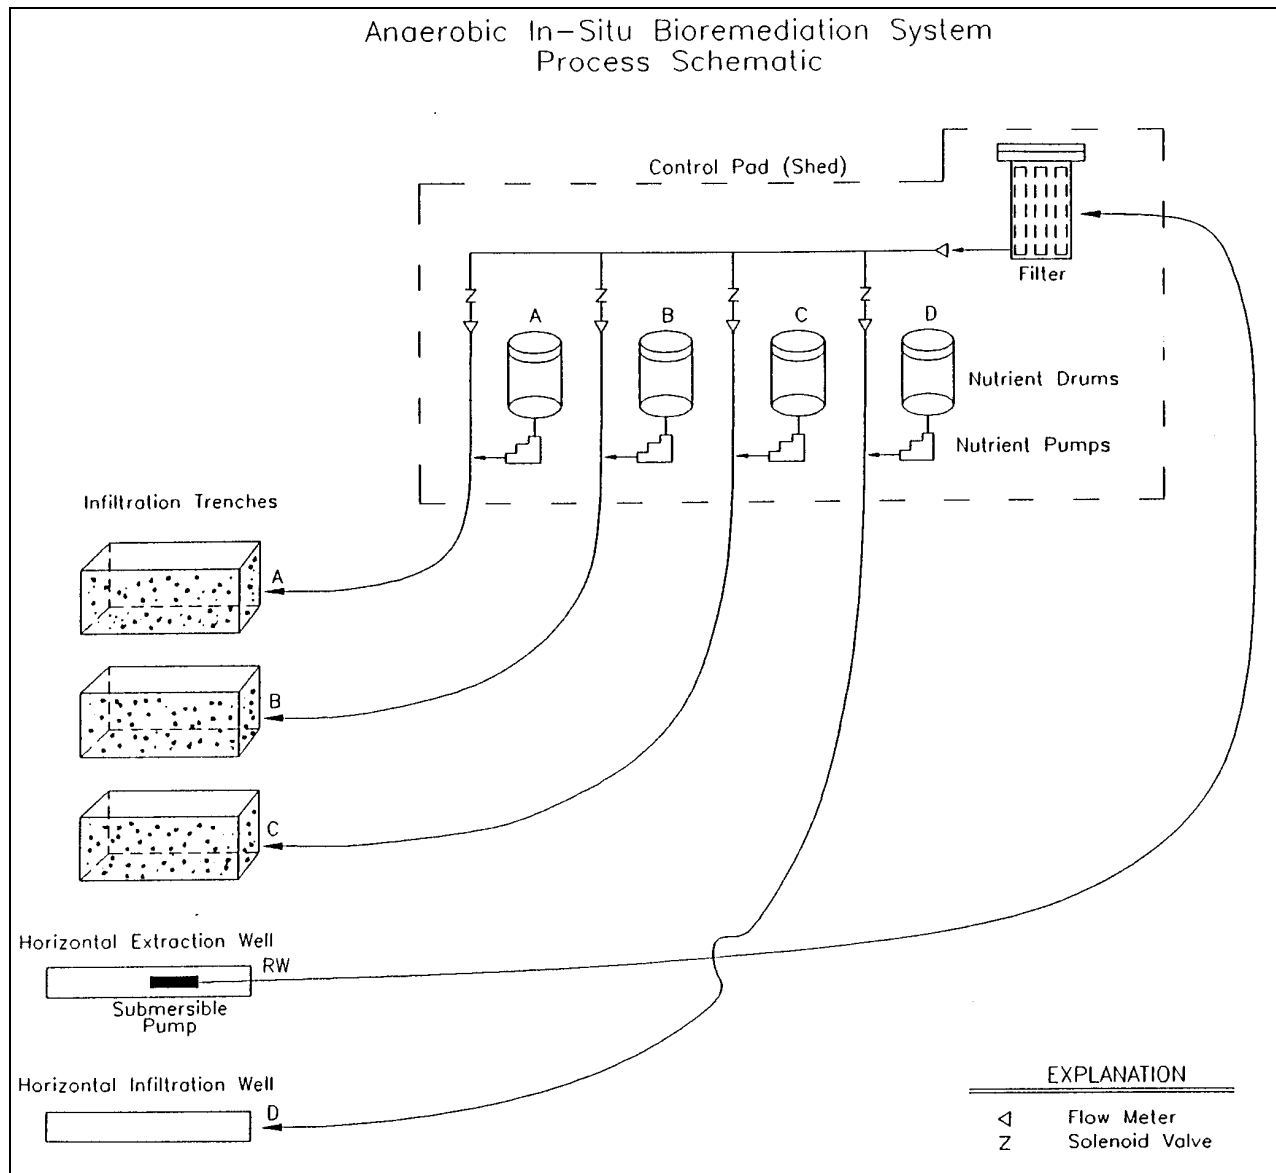 Anaerobic In-Situ Bioremediation System
Process Schematic
Control Pad (Shed)
Filter
A
B
C
D
Nutrient Drums
Nutrient Pumps
Infiltration Trenches
A
B
C
Horizontal Extraction Well
RW
Submersible
Pump
Horizontal Infiltration Well
D
EXPLANATION
Flow Meter
Z Solenoid Valve